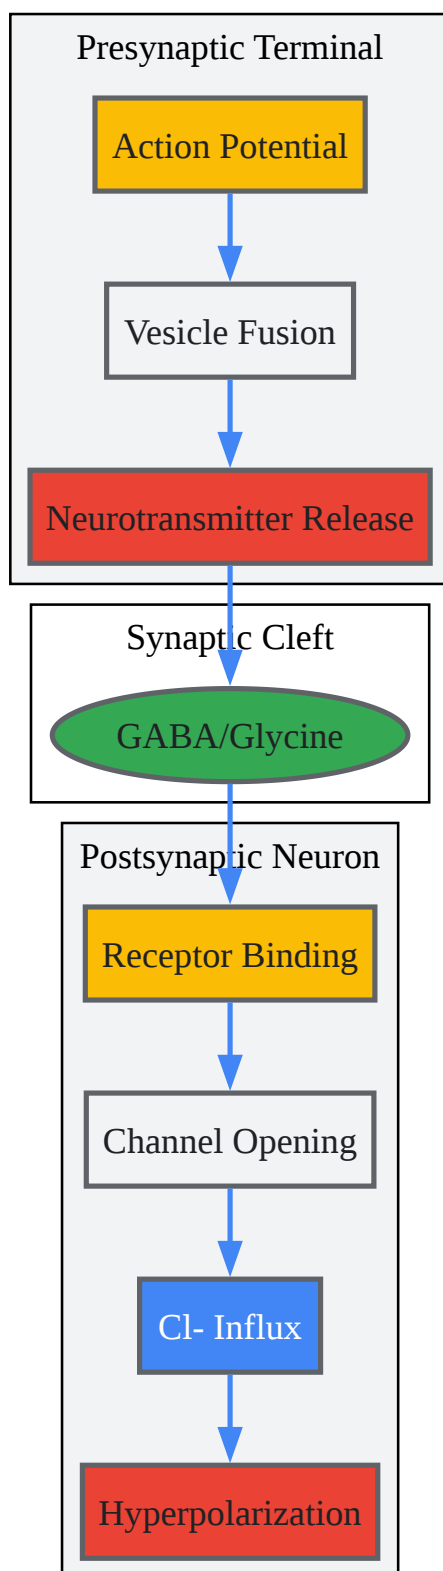 Presynaptic Terminal
Action Potential
Vesicle Fusion
Neurotransmitter Release
Synaptic Cleft
GABA/Glycine
Postsynaptic Neuron
Receptor Binding
Channel Opening
Cl- Influx
Hyperpolarization